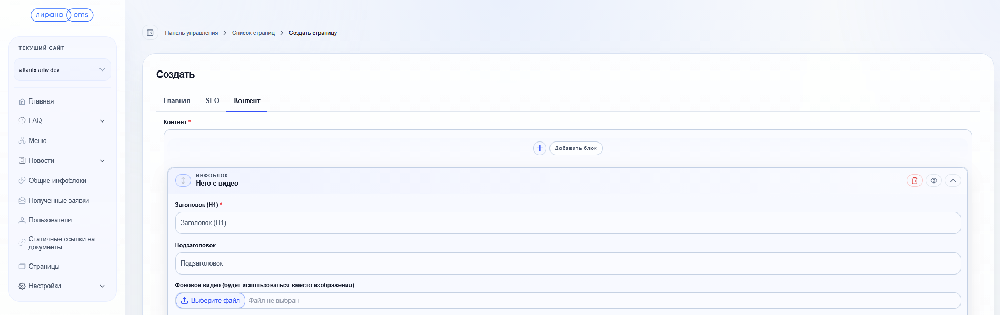 лирана cms
ТЕКУЩИЙ САЙТ
atlantx.artw.dev
Главная
FAQ
Меню
Новости
Общие инфоблоки
Полученные заявки
Пользователи
Статичные ссылки на
документы
Страницы
Настройки
Панель управления > Список страниц > Создать страницу
Создать
Главная SEO Контент
Контент *
Добавить блок
ИНФОБЛОК
Hero с видео
Заголовок (H1) *
Заголовок (H1)
Подзаголовок
Подзаголовок
Фоновое видео (будет использоваться вместо изображения)
Выберите файл Файл не выбран